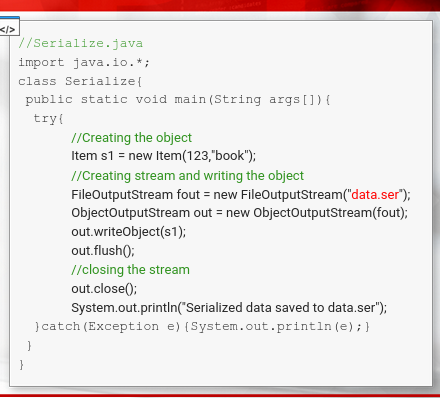 </>
//Serialize.java
import java.io.*;
class Serialize{
public static void main(String args[]){
try{
//Creating the object
Item s1 = new Item(123,"book");
//Creating stream and writing the object
FileOutputStream fout = new FileOutputStream("data.ser");
ObjectOutputStream out = new ObjectOutputStream(fout);
out.writeObject(s1);
out.flush();
//closing the stream
out.close();
System.out.println("Serialized data saved to data.ser");
}catch(Exception e){System.out.println(e);}
}
}